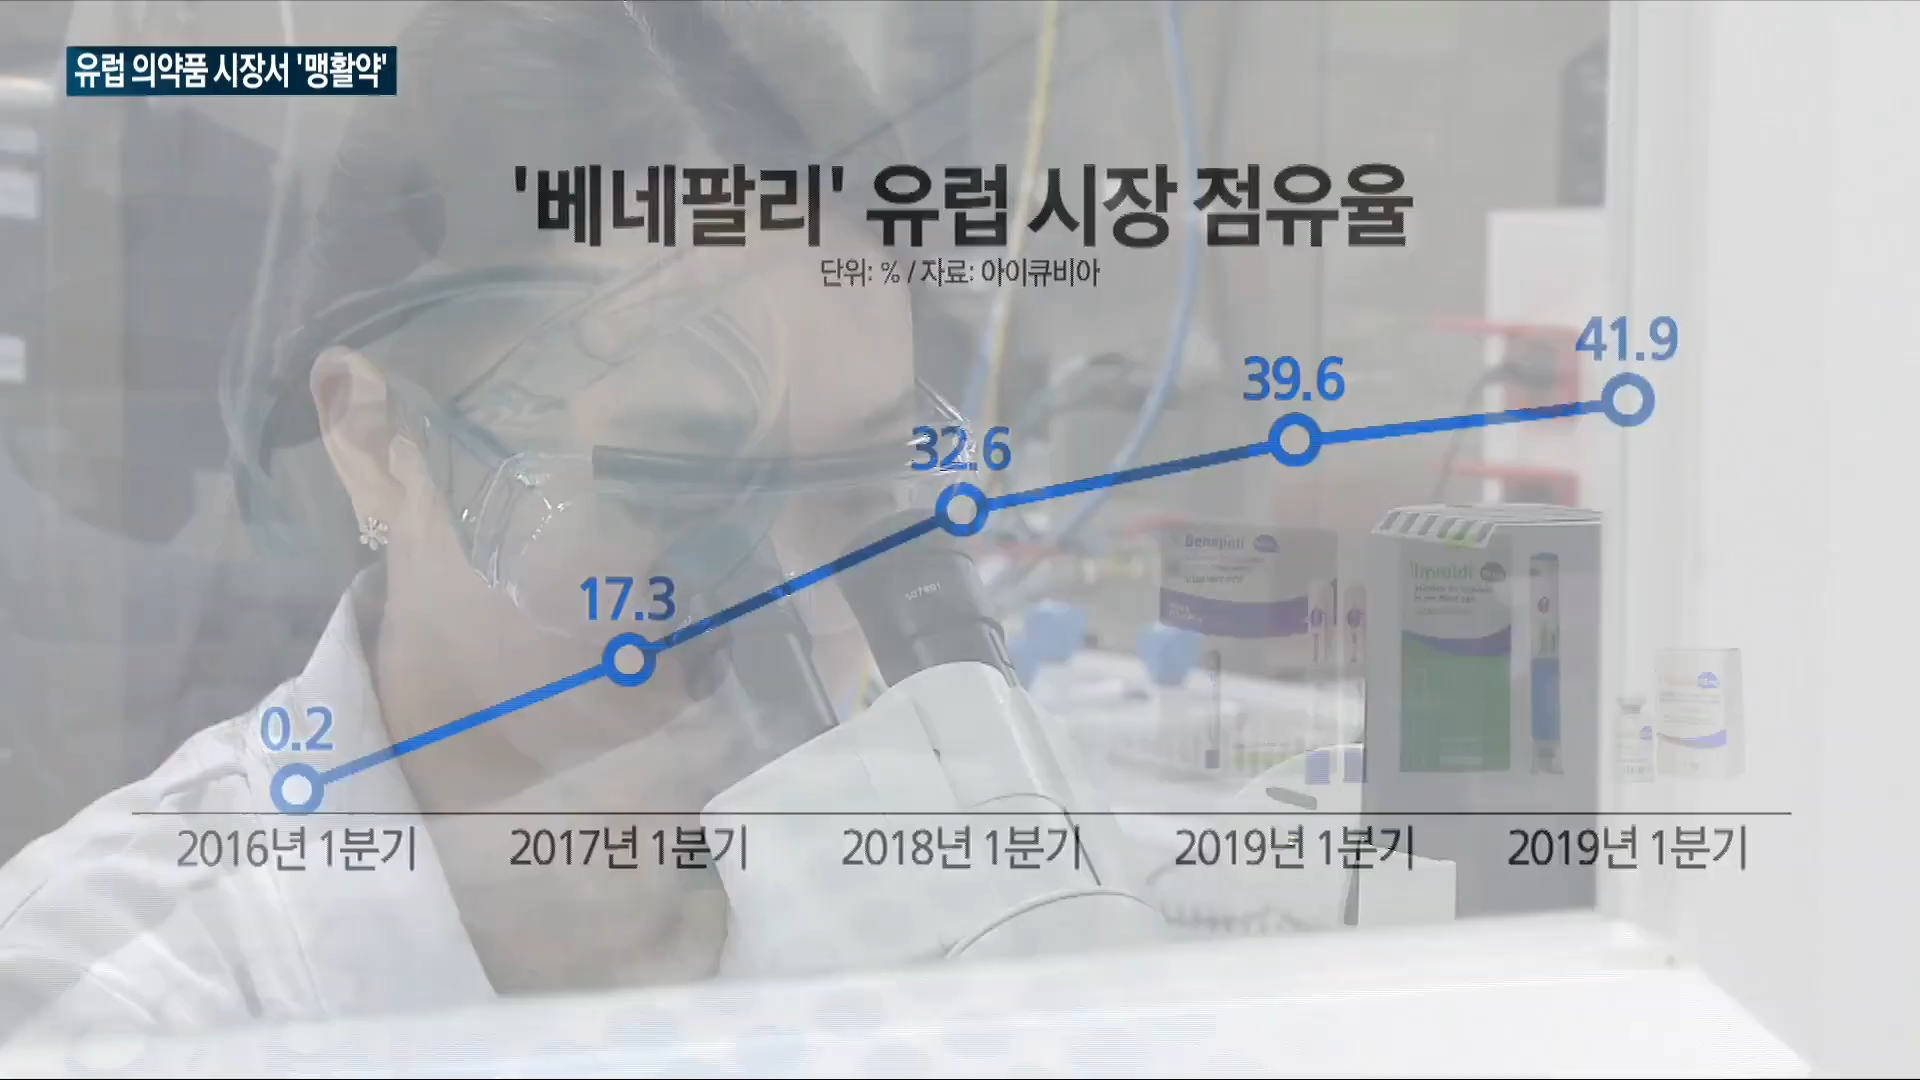 유럽 의약품 시장서 '맹활약'
'베네팔리' 유럽 시장 점유율
단위: % / 자료: 아이큐비아
41.9
39.6
32.6
17.3
0.2
2016년 1분기 2017년 1분기 2018년 1분기 2019년 1분기 2019년 1분기
Benepali
Imraldi